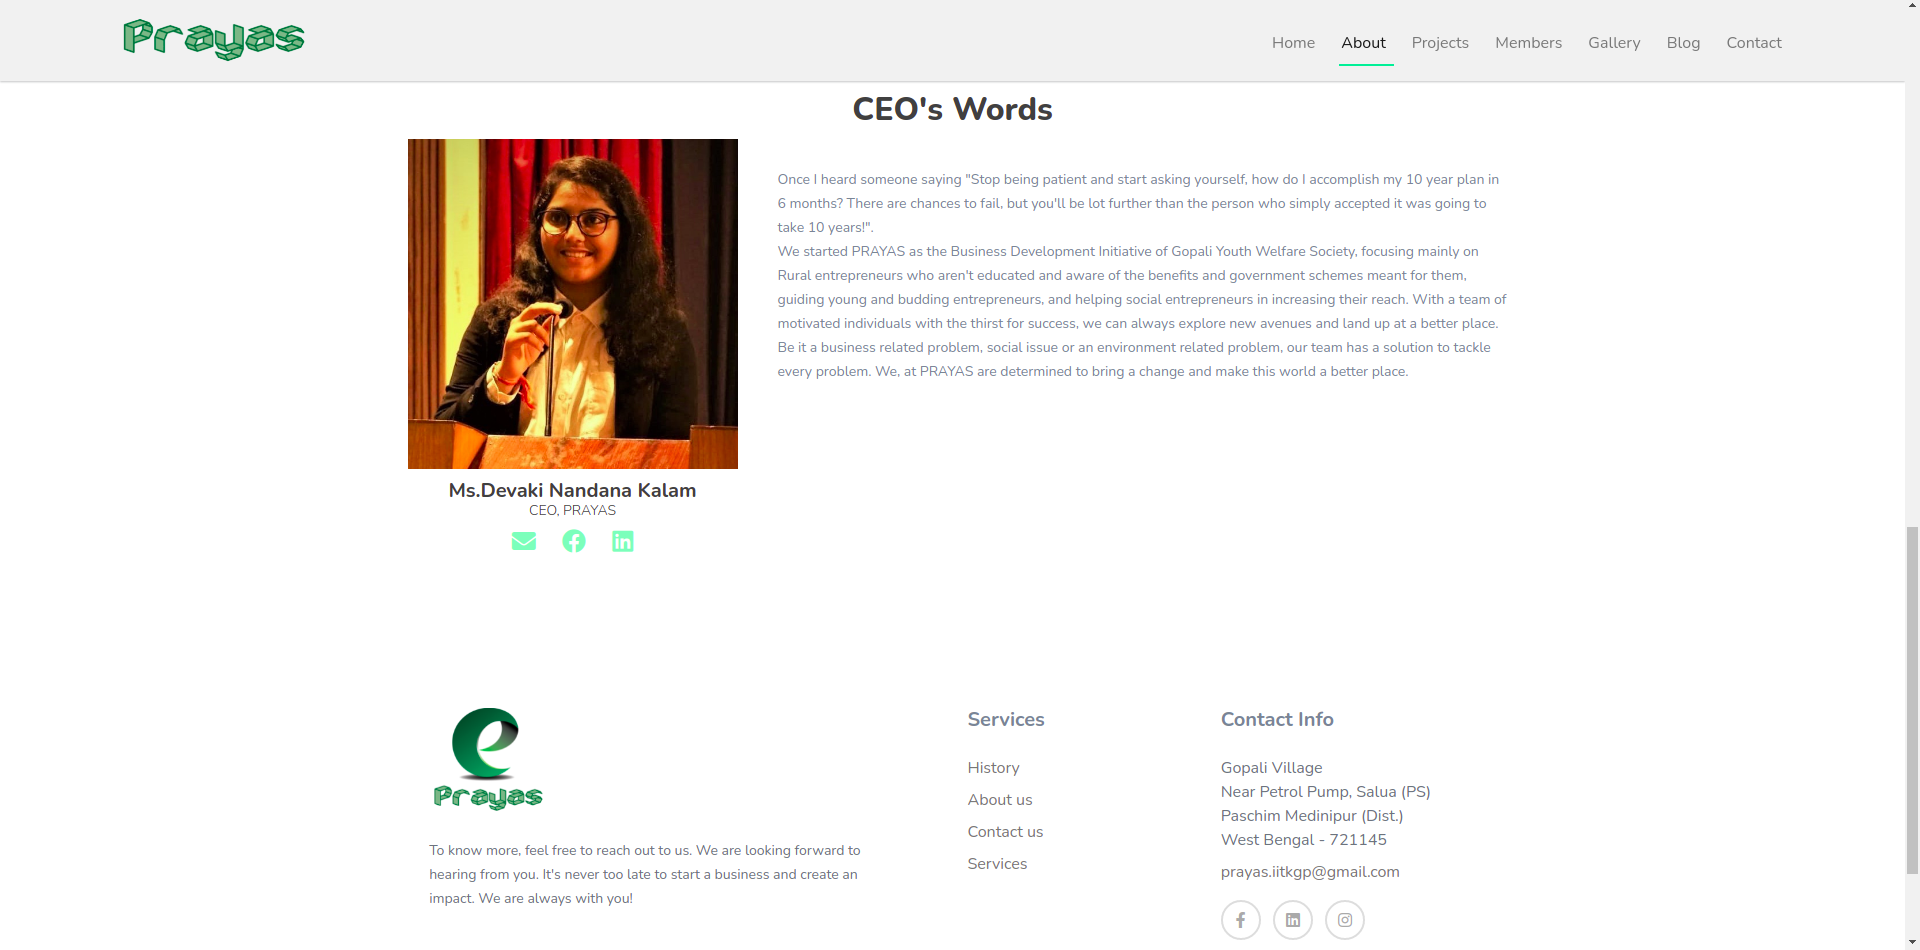 Prayas
Home About Projects Members Gallery Blog Contact
CEO's Words
Once I heard someone saying "Stop being patient and start asking yourself, how do I accomplish my 10 year plan in
6 months? There are chances to fail, but you'll be lot further than the person who simply accepted it was going to
take 10 years!".
We started PRAYAS as the Business Development Initiative of Gopali Youth Welfare Society, focusing mainly on
Rural entrepreneurs who aren't educated and aware of the benefits and government schemes meant for them,
guiding young and budding entrepreneurs, and helping social entrepreneurs in increasing their reach. With a team of
motivated individuals with the thirst for success, we can always explore new avenues and land up at a better place.
Be it a business related problem, social issue or an environment related problem, our team has a solution to tackle
every problem. We, at PRAYAS are determined to bring a change and make this world a better place.
Ms.Devaki Nandana Kalam
CEO, PRAYAS
Prayas
To know more, feel free to reach out to us. We are looking forward to
hearing from you. It's never too late to start a business and create an
impact. We are always with you!
Services
History
About us
Contact us
Services
Contact Info
Gopali Village
Near Petrol Pump, Salua (PS)
Paschim Medinipur (Dist.)
West Bengal - 721145
prayas.iitkgp@gmail.com